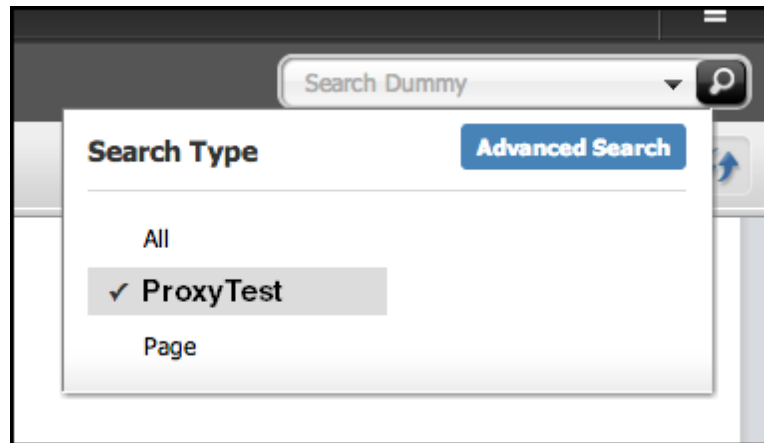 Search Dummy
Search Type
Advanced Search
All
✓ ProxyTest
Page